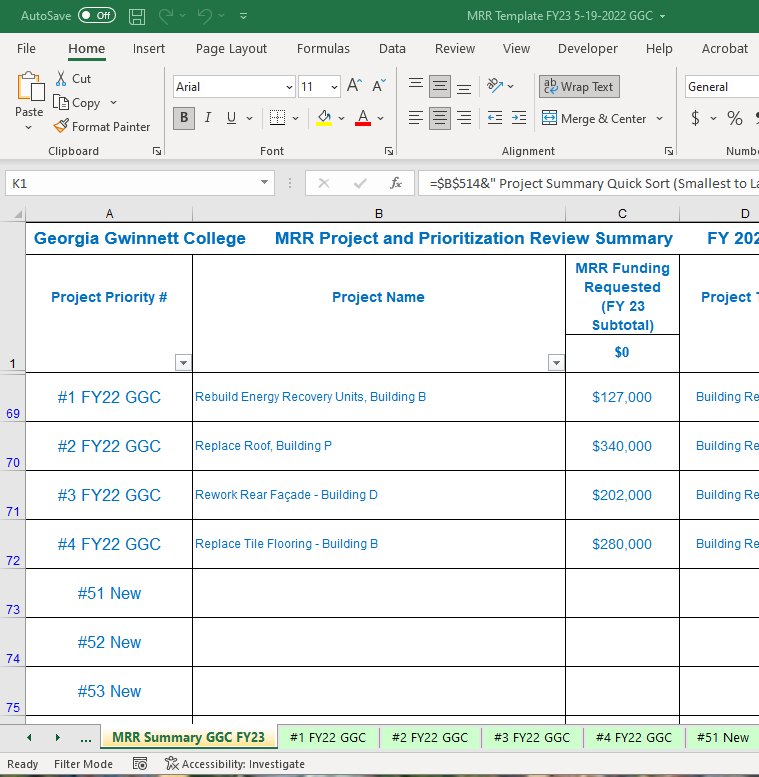 AutoSave Off MRR Template FY23 5-19-2022 GGC
File Home Insert Page Layout Formulas Data Review View Developer Help Acrobat
Paste
Cut
Copy
Format Painter
Clipboard
Arial 11
B I U A
Font
ab Wrap Text
Merge & Center
Alignment
General
$ %
K1 fx =$B$514&" Project Summary Quick Sort (Smallest to
A B C D
Georgia Gwinnett College MRR Project and Prioritization Review Summary
1 Project Priority # Project Name
MRR Funding
Requested
(FY 23
Subtotal)
$0
Project
69 #1 FY22 GGC Rebuild Energy Recovery Units, Building B $127,000 Building
70 #2 FY22 GGC Replace Roof, Building P $340,000 Building
71 #3 FY22 GGC Rework Rear Façade - Building D $202,000 Building
72 #4 FY22 GGC Replace Tile Flooring - Building B $280,000 Building
73 #51 New
74 #52 New
75 #53 New
... MRR Summary GGC FY23 #1 FY22 GGC #2 FY22 GGC #3 FY22 GGC #4 FY22 GGC #51 New
Ready Filter Mode Accessibility: Investigate